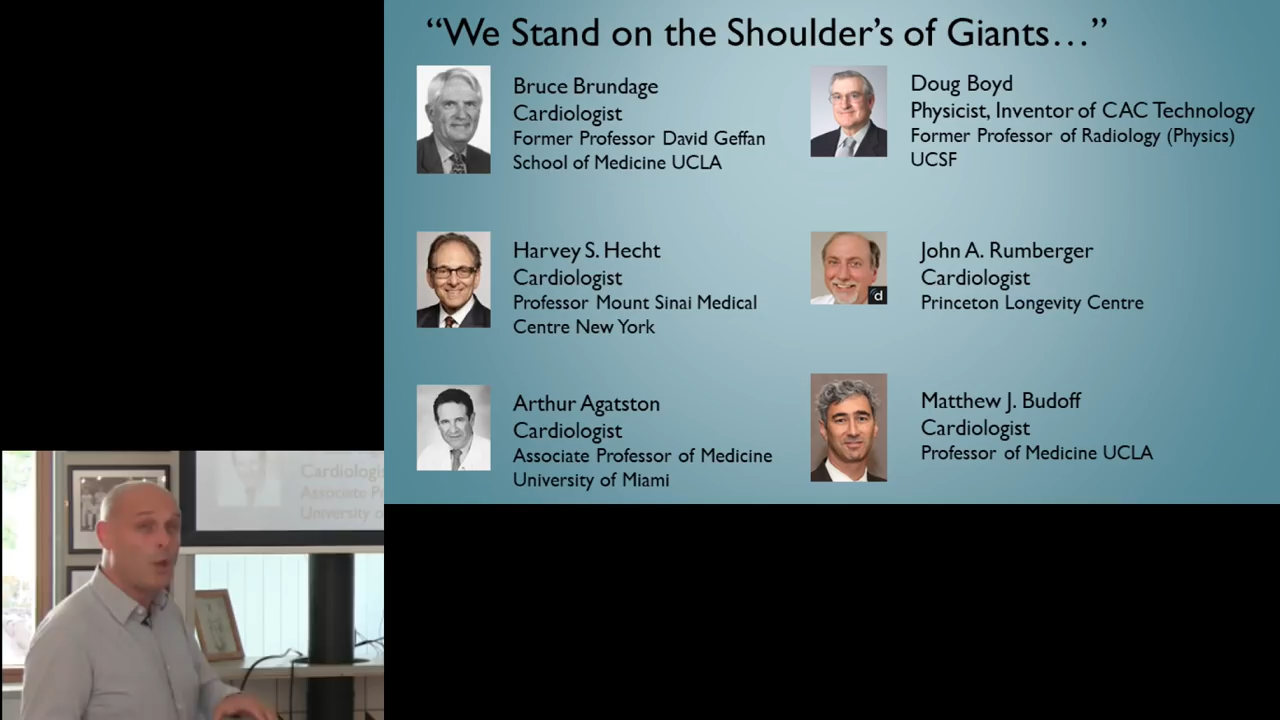 “We Stand on the Shoulder’s of Giants…”
Bruce Brundage
Cardiologist
Former Professor David Geffan
School of Medicine UCLA
Doug Boyd
Physicist, Inventor of CAC Technology
Former Professor of Radiology (Physics)
UCSF
Harvey S. Hecht
Cardiologist
Professor Mount Sinai Medical
Centre New York
John A. Rumberger
Cardiologist
Princeton Longevity Centre
d
Arthur Agatston
Cardiologist
Associate Professor of Medicine
University of Miami
Matthew J. Budoff
Cardiologist
Professor of Medicine UCLA
Cardiologis
Associate P
University o